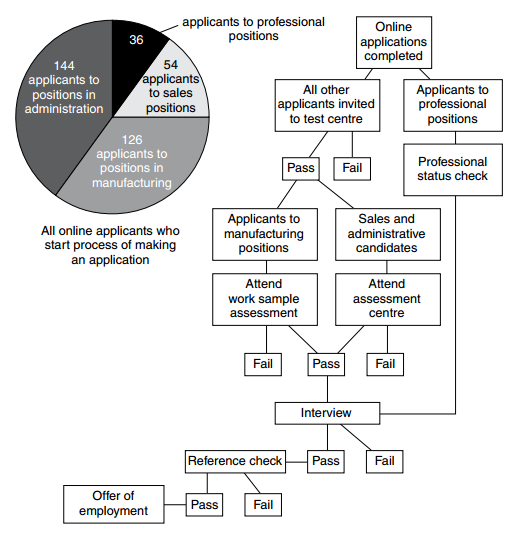 applicants to professional
positions
36
54
applicants
to sales
positions
144
applicants to
positions in
administration
126
applicants to
positions in
manufacturing
All online applicants who
start process of making
an application
Online
applications
completed
All other
applicants invited
to test centre
Applicants to
professional
positions
Pass
Fail
Professional
status check
Applicants to
manufacturing
positions
Sales and
administrative
candidates
Attend
work sample
assessment
Attend
assessment
centre
Fail
Pass
Fail
Interview
Reference check
Pass
Fail
Offer of
employment
Pass
Fail